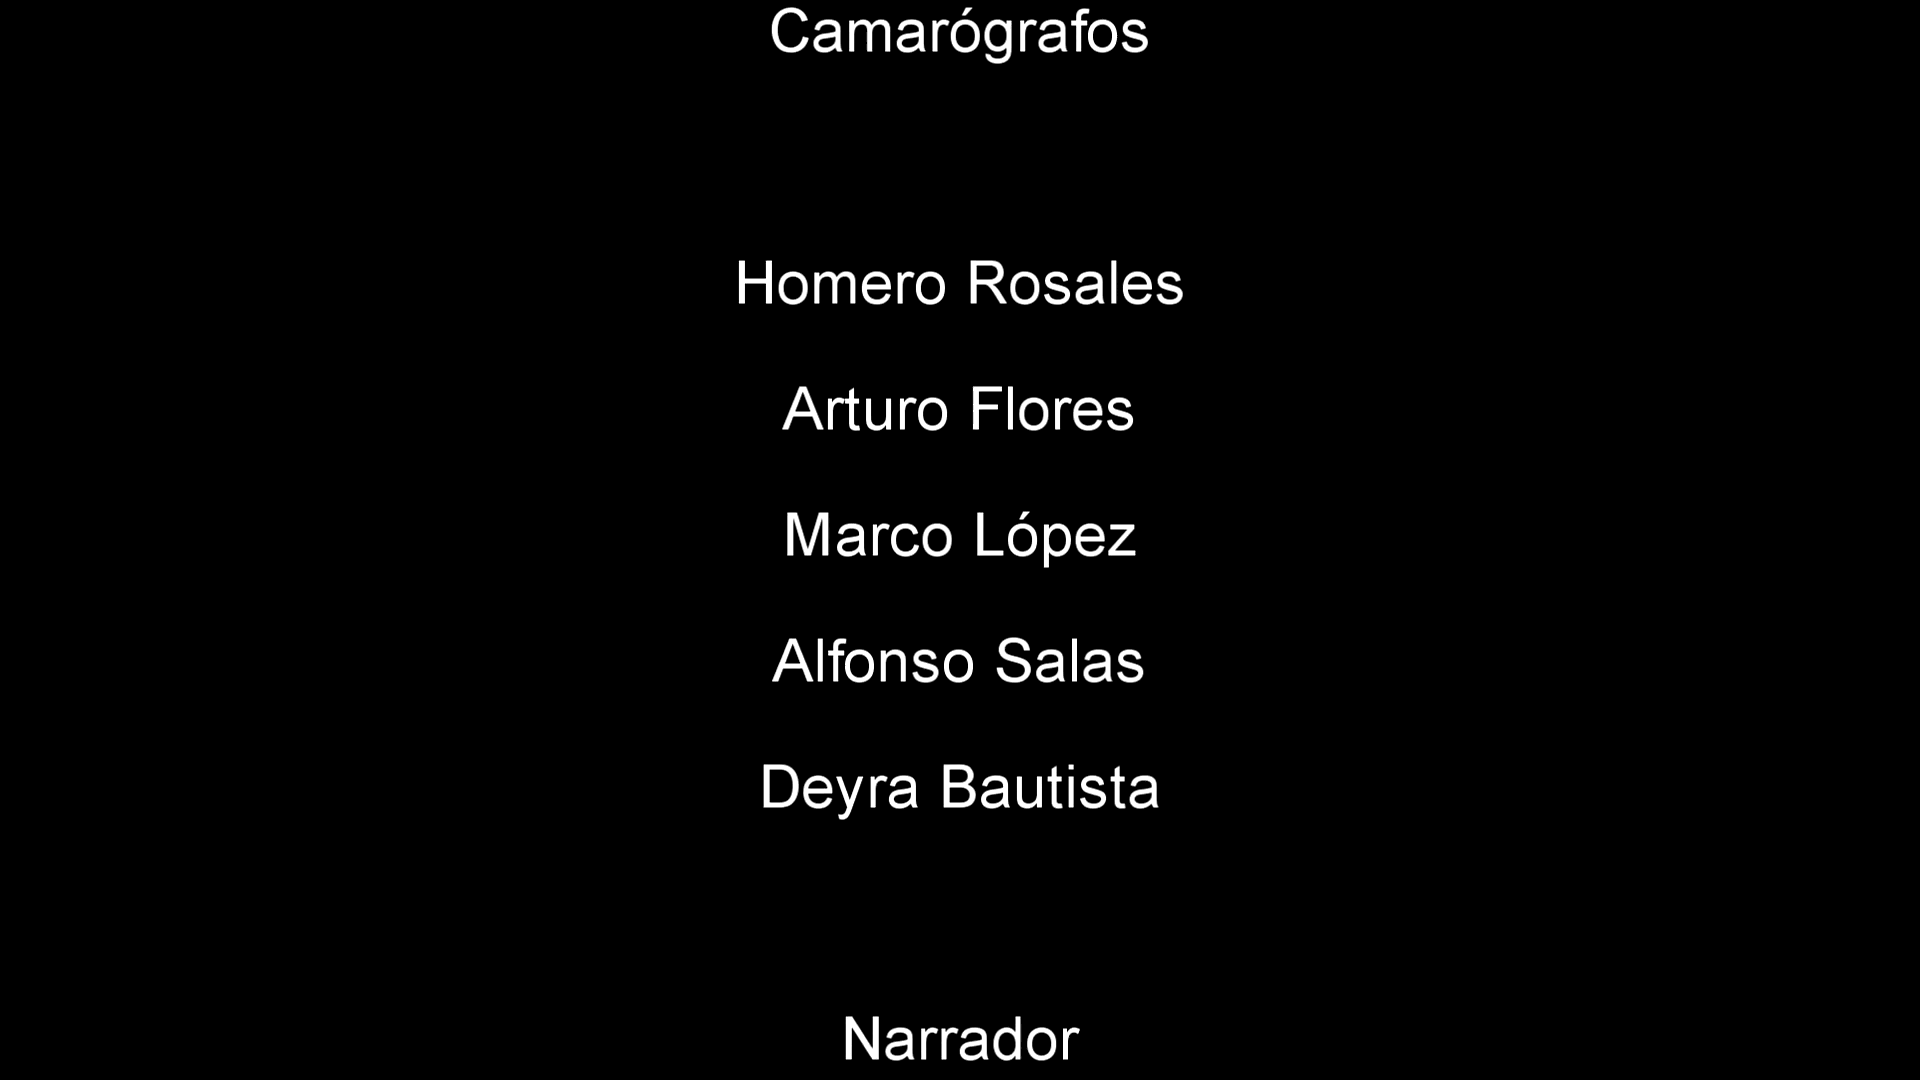 Camarógrafos
Homero Rosales
Arturo Flores
Marco López
Alfonso Salas
Deyra Bautista
Narrador